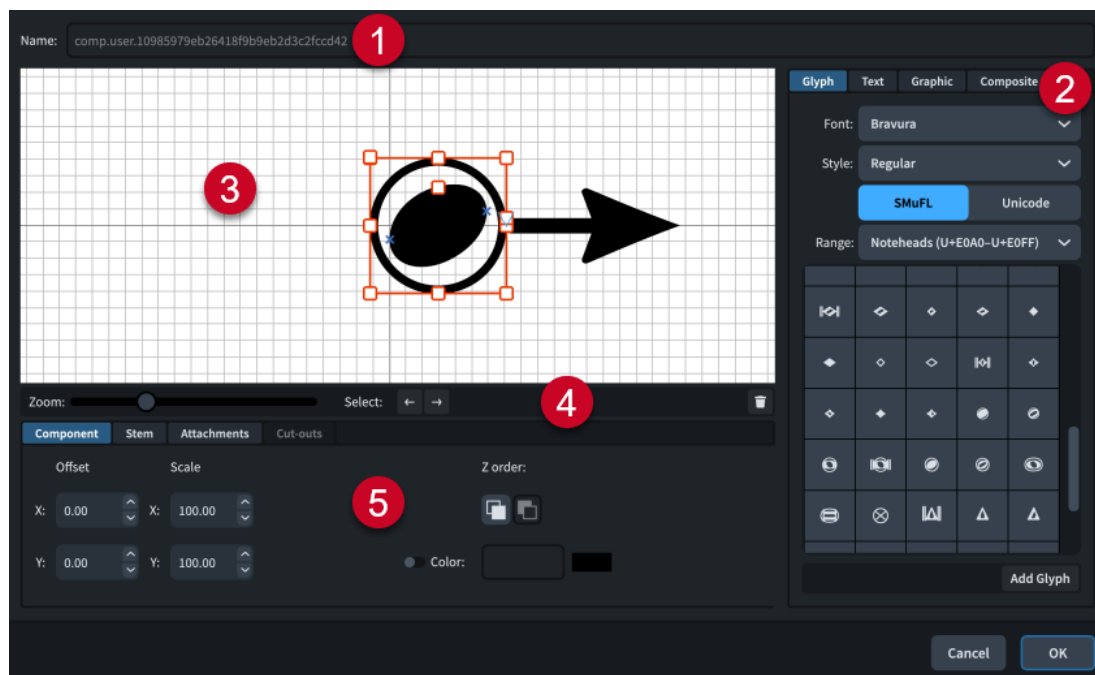 Name: comp.user.10985979eb26418f9b9eb2d3c2fccd42 1
Glyph Text Graphic Composite 2
Font: Bravura
Style: Regular
SMuFL Unicode
Range: Noteheads (U+E0A0–U+E0FF)
3
Zoom: Select: ← → 4
Component Stem Attachments Cut-outs
Offset Scale Z order:
X: 0.00 X: 100.00 5
Y: 0.00 Y: 100.00 Color:
Add Glyph
Cancel OK